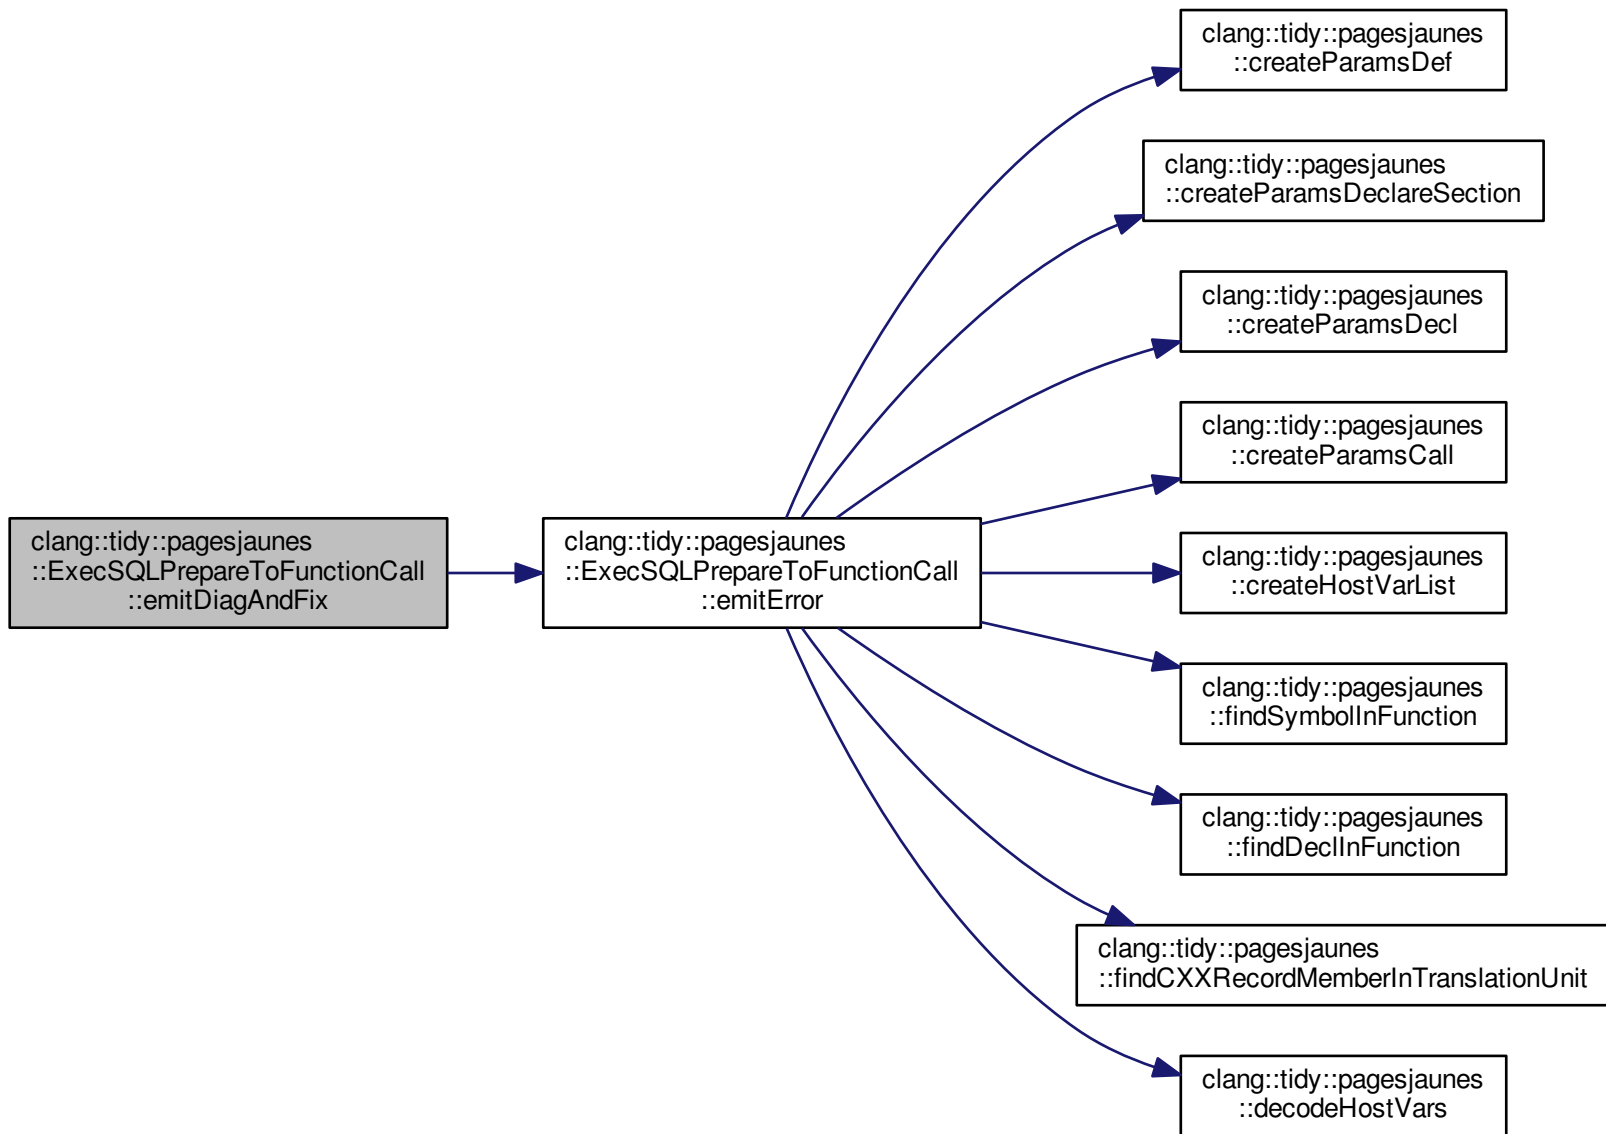 clang::tidy::pagesjaunes
::createParamsDef
clang::tidy::pagesjaunes
::createParamsDeclareSection
clang::tidy::pagesjaunes
::createParamsDecl
clang::tidy::pagesjaunes
::createParamsCall
clang::tidy::pagesjaunes
::ExecSQLPrepareToFunctionCall
::emitDiagAndFix
clang::tidy::pagesjaunes
::ExecSQLPrepareToFunctionCall
::emitError
clang::tidy::pagesjaunes
::createHostVarList
clang::tidy::pagesjaunes
::findSymbolInFunction
clang::tidy::pagesjaunes
::findDeclInFunction
clang::tidy::pagesjaunes
::findCXXRecordMemberInTranslationUnit
clang::tidy::pagesjaunes
::decodeHostVars